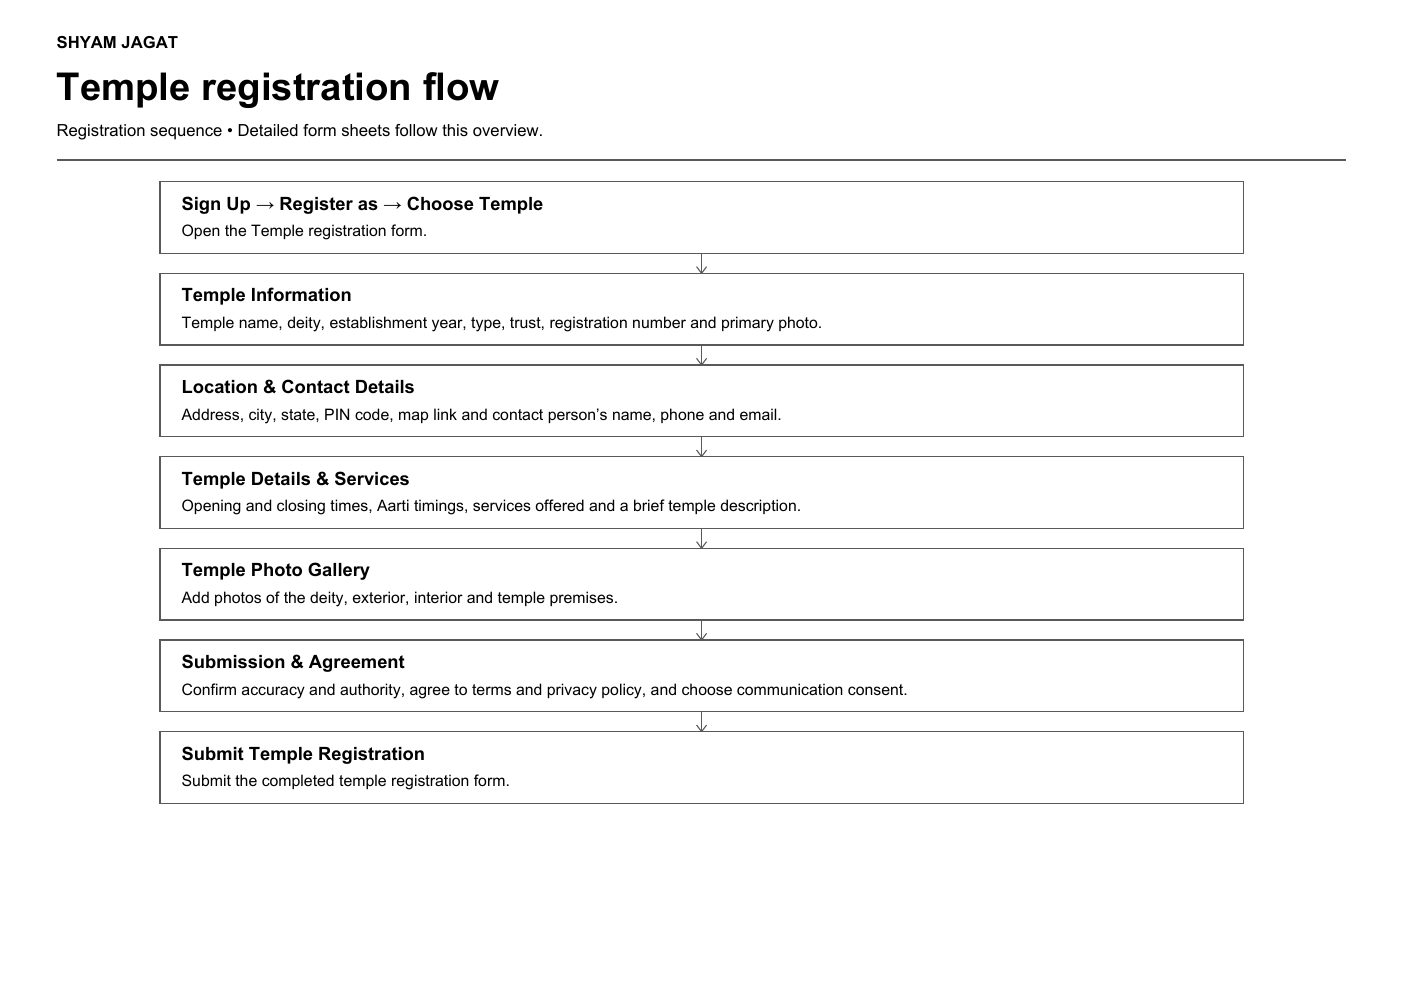 SHYAM JAGAT
Temple registration flow
Registration sequence • Detailed form sheets follow this overview.
Sign Up → Register as → Choose Temple
Open the Temple registration form.
Temple Information
Temple name, deity, establishment year, type, trust, registration number and primary photo.
Location & Contact Details
Address, city, state, PIN code, map link and contact person’s name, phone and email.
Temple Details & Services
Opening and closing times, Aarti timings, services offered and a brief temple description.
Temple Photo Gallery
Add photos of the deity, exterior, interior and temple premises.
Submission & Agreement
Confirm accuracy and authority, agree to terms and privacy policy, and choose communication consent.
Submit Temple Registration
Submit the completed temple registration form.